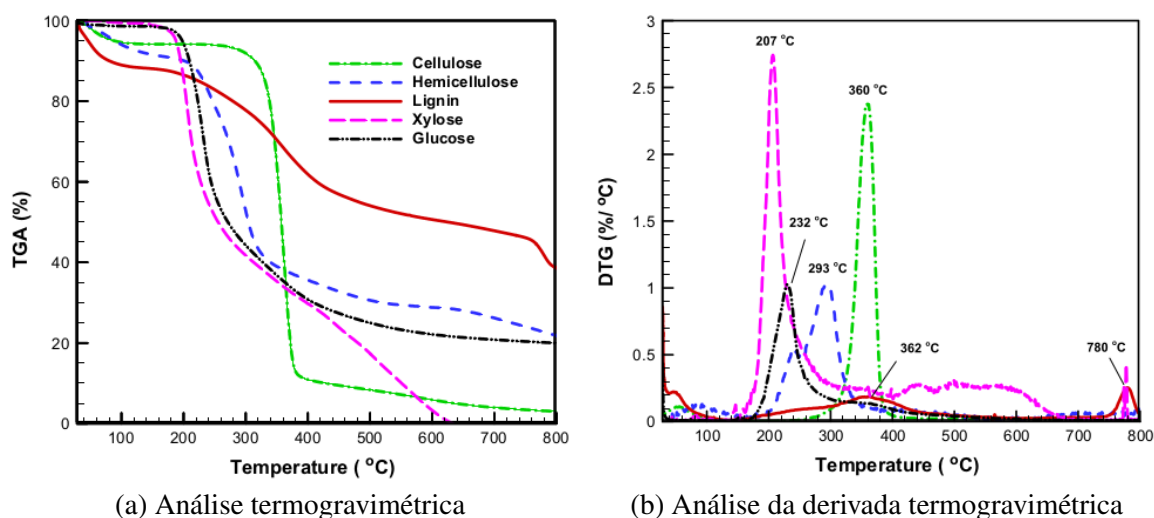 100
80
60
40
20
0
TGA (%)
Cellulose
Hemicellulose
Lignin
Xylose
Glucose
100 200 300 400 500 600 700 800
Temperature ( °C)
(a) Análise termogravimétrica
3
2.5
2
1.5
1
0.5
0
DTG (%/ °C)
207 °C
360 °C
232 °C
293 °C
362 °C
780 °C
100 200 300 400 500 600 700 800
Temperature ( °C)
(b) Análise da derivada termogravimétrica